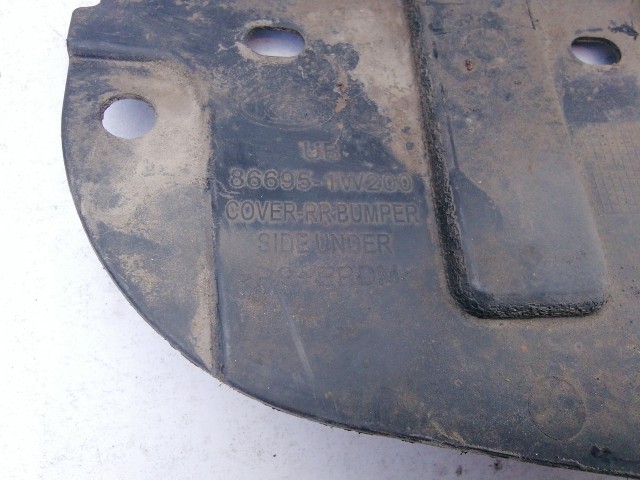 UB
86695-1W200
COVER-RR BUMPER
SIDE UNDER